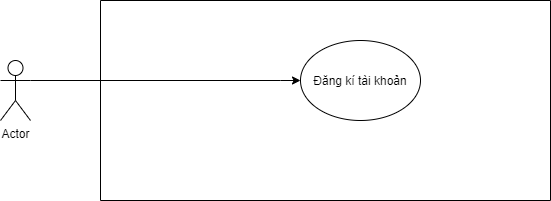 Đăng kí tài khoản
Actor